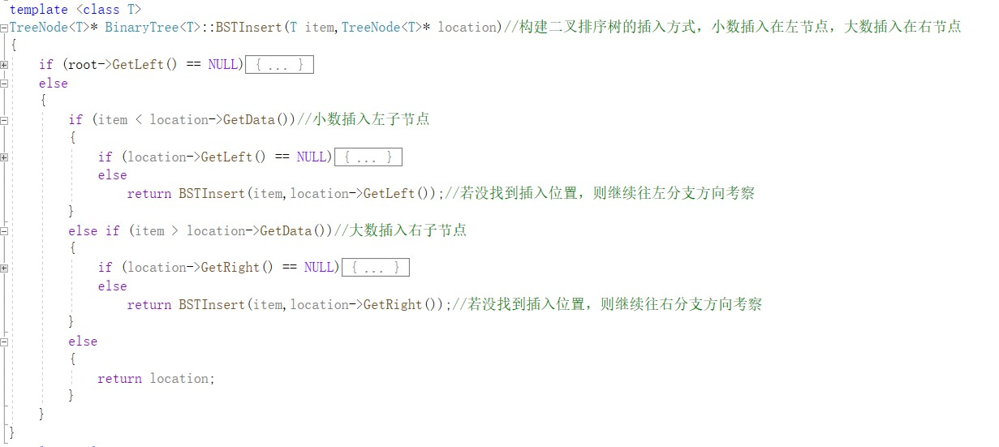 template <class T>
TreeNode<T>* BinaryTree<T>::BSTInsert(T item,TreeNode<T>* location)//构建二叉排序树的插入方式，小数插入在左节点，大数插入在右节点
{
if (root->GetLeft() == NULL){ ... }
else
{
if (item < location->GetData())//小数插入左子节点
{
if (location->GetLeft() == NULL){ ... }
else
return BSTInsert(item,location->GetLeft());//若没找到插入位置，则继续往左分支方向考察
}
else if (item > location->GetData())//大数插入右子节点
{
if (location->GetRight() == NULL){ ... }
else
return BSTInsert(item,location->GetRight());//若没找到插入位置，则继续往右分支方向考察
}
else
{
return location;
}
}
}